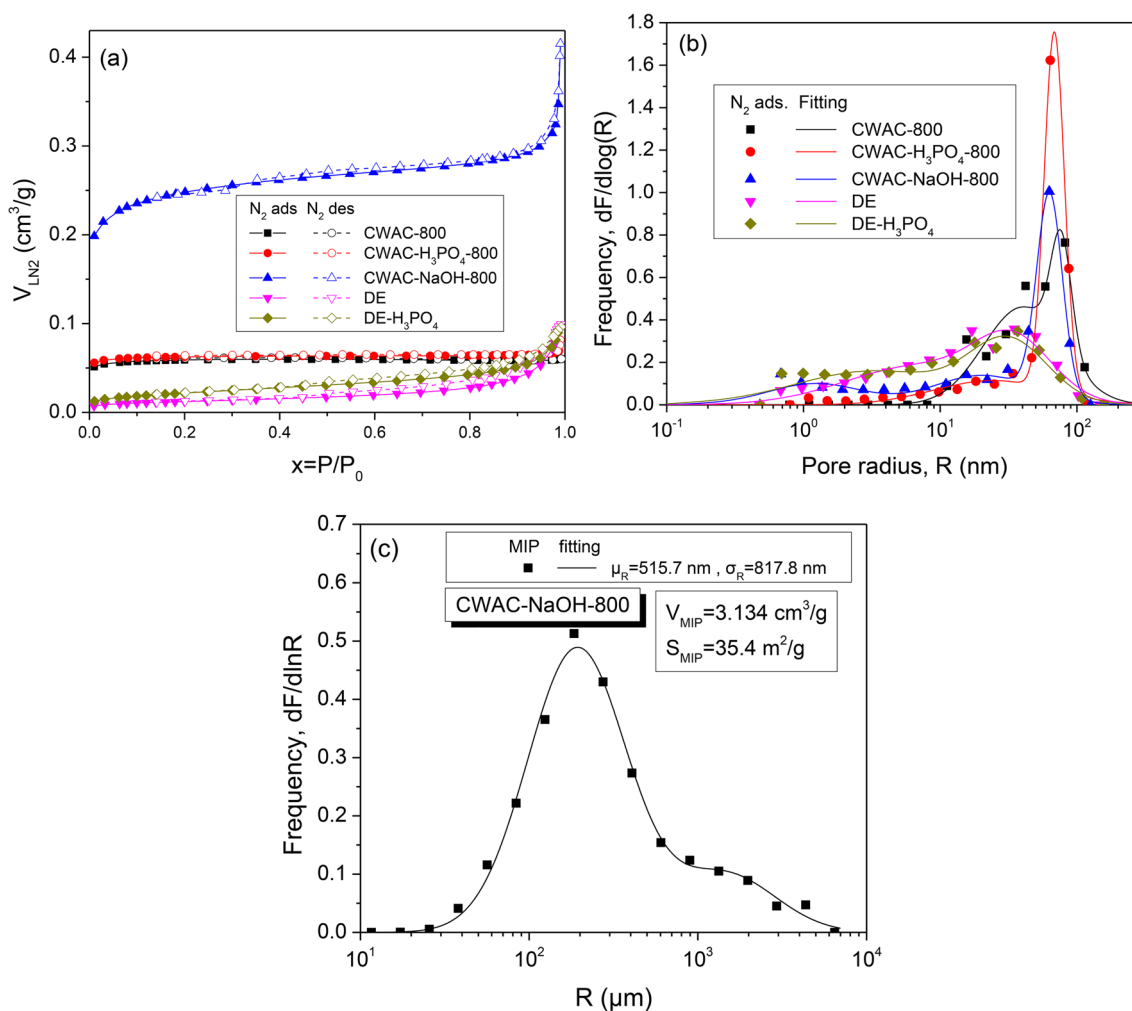 (a)
0.4
0.3
0.2
0.1
0.0
V_LN2 (cm³/g)
N₂ ads N₂ des
CWAC-800
CWAC-H₃PO₄-800
CWAC-NaOH-800
DE
DE-H₃PO₄
0.0 0.2 0.4 0.6 0.8 1.0
x=P/P₀
(b)
1.8
1.6
1.4
1.2
1.0
0.8
0.6
0.4
0.2
0.0
Frequency, dF/dlog(R)
N₂ ads. Fitting
CWAC-800
CWAC-H₃PO₄-800
CWAC-NaOH-800
DE
DE-H₃PO₄
10⁻¹ 10⁰ 10¹ 10²
Pore radius, R (nm)
(c)
0.7
0.6
0.5
0.4
0.3
0.2
0.1
0.0
Frequency, dF/dlnR
MIP fitting
μ_R=515.7 nm , σ_R=817.8 nm
CWAC-NaOH-800
V_MIP=3.134 cm³/g
S_MIP=35.4 m²/g
10¹ 10² 10³ 10⁴
R (μm)